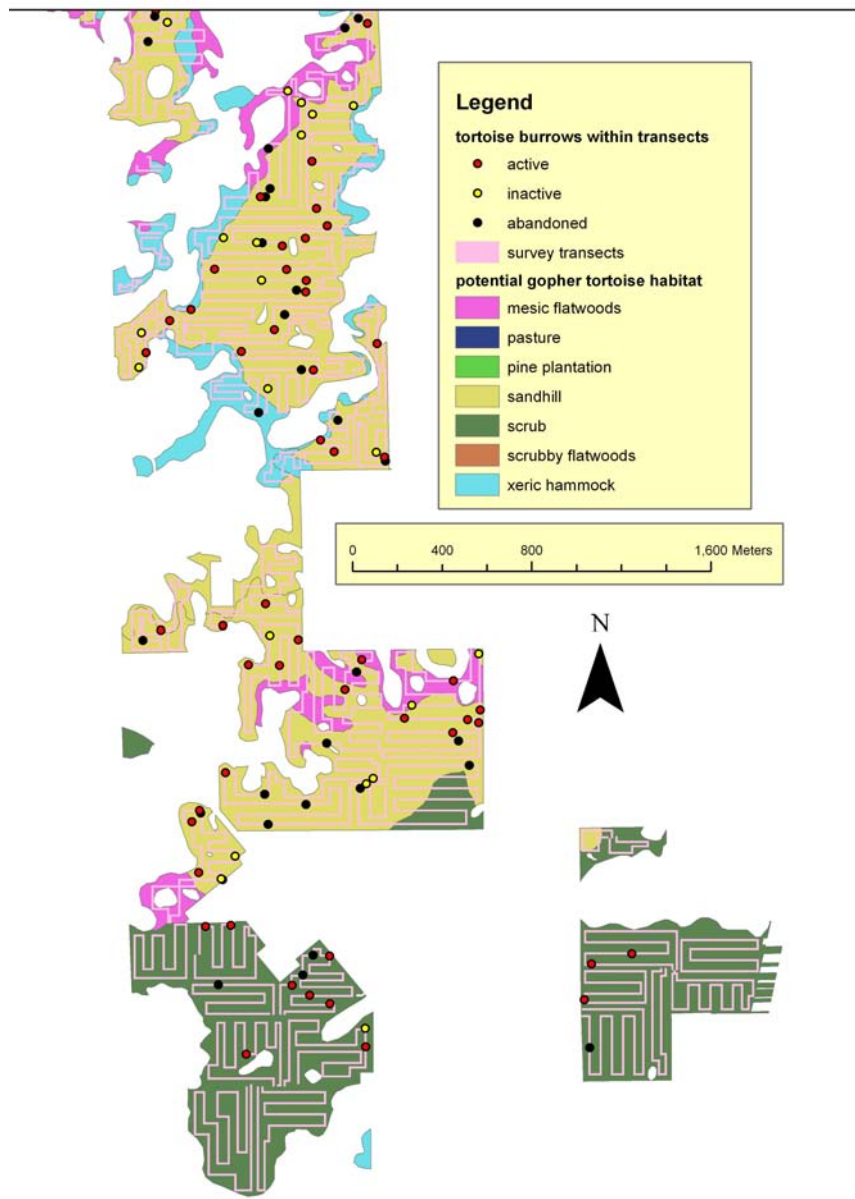 Legend
tortoise burrows within transects
active
inactive
abandoned
survey transects
potential gopher tortoise habitat
mesic flatwoods
pasture
pine plantation
sandhill
scrub
scrubby flatwoods
xeric hammock
0 400 800 1,600 Meters
N